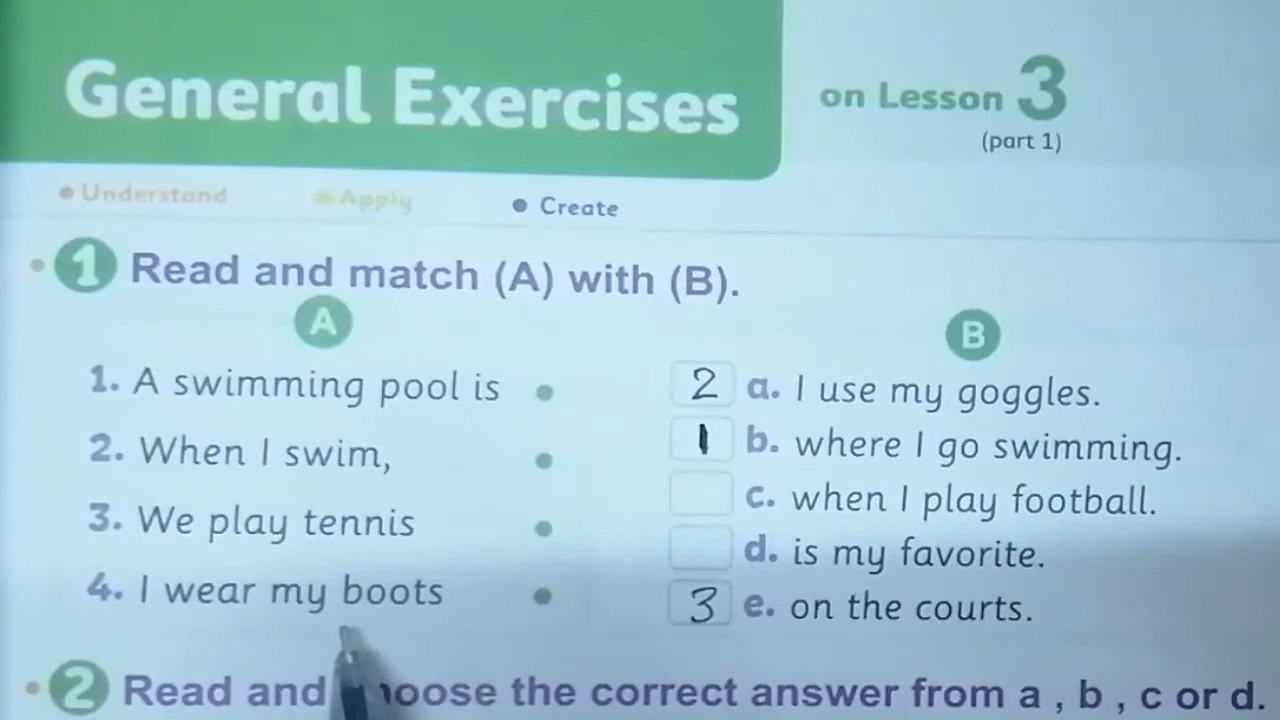 General Exercises on Lesson 3
(part 1)
Understand Apply Create
1 Read and match (A) with (B).
A B
1. A swimming pool is 2 a. I use my goggles.
2. When I swim, 1 b. where I go swimming.
3. We play tennis c. when I play football.
4. I wear my boots d. is my favorite.
3 e. on the courts.
2 Read and choose the correct answer from a , b , c or d.